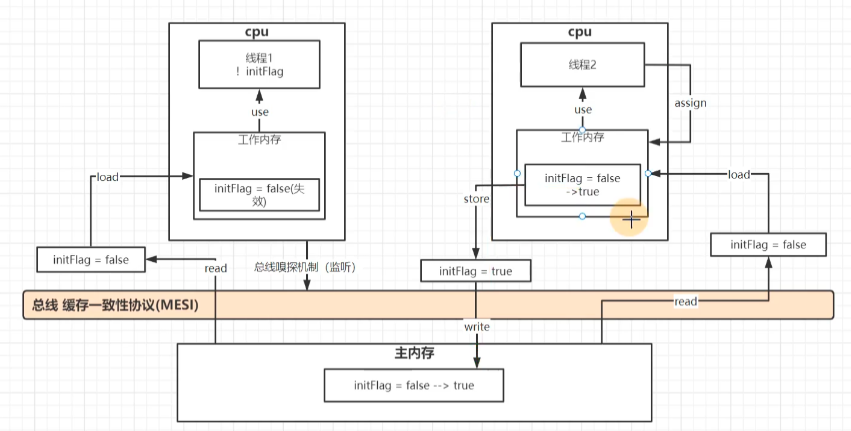 cpu
线程1
! initFlag
use
工作内存
initFlag = false(失
效)
load
initFlag = false
read
总线嗅探机制（监听）
cpu
线程2
assign
use
工作内存
initFlag = false
->true
store
load
initFlag = true
initFlag = false
总线 缓存一致性协议(MESI)
read
write
主内存
initFlag = false --> true